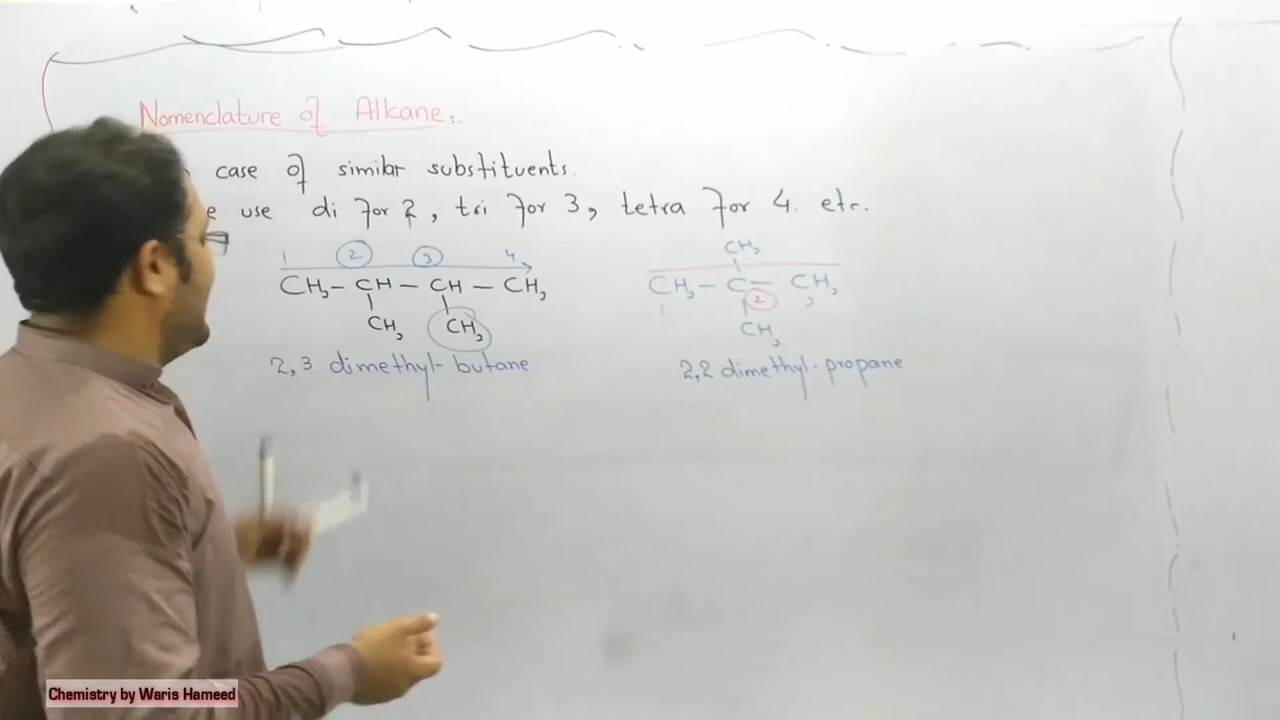 Nomenclature of Alkane:
case of similar substituents.
use di for 2, tri for 3, tetra for 4. etc.
1 2 3 4
CH₃ – CH – CH – CH₃
CH₃ CH₃
2,3 dimethyl-butane
CH₃
CH₃ – C – CH₃
1 2 3
CH₃
2,2 dimethyl-propane
Chemistry by Waris Hameed